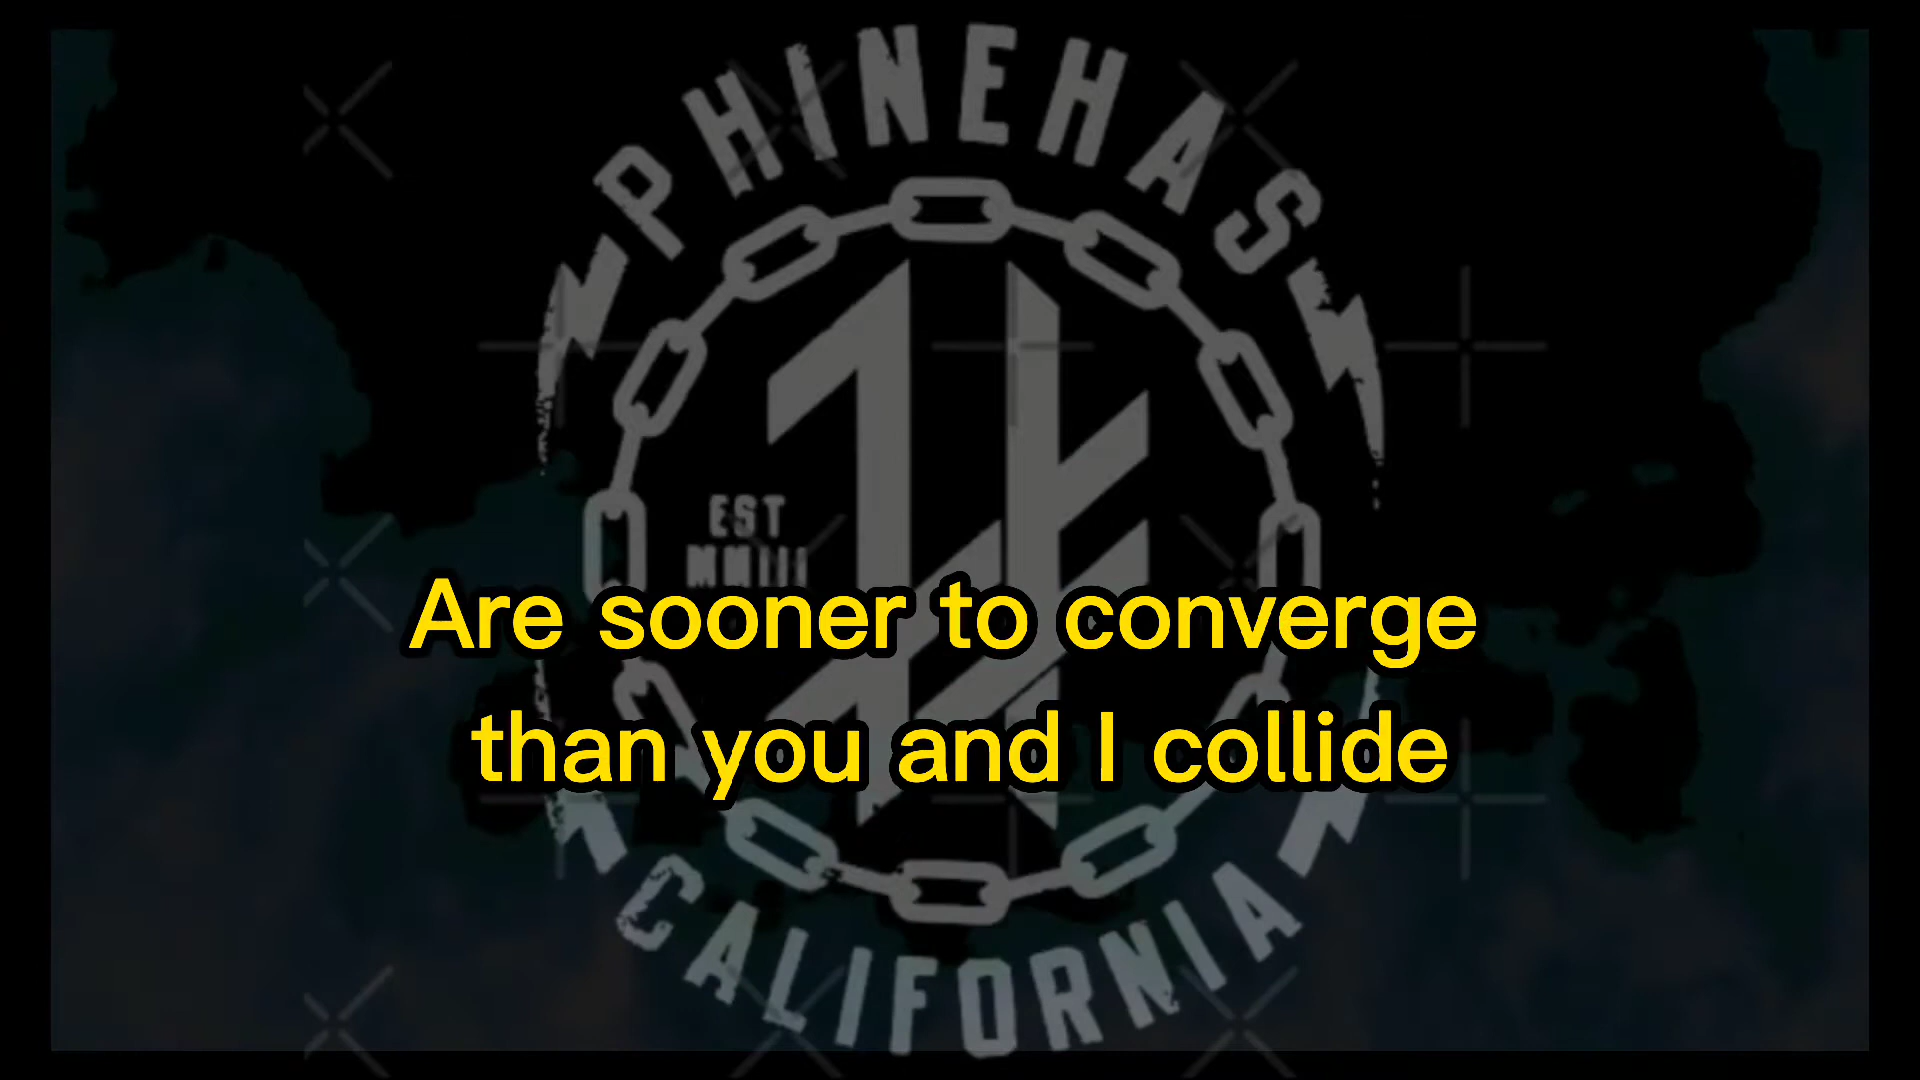 PHINEHAS
EST
MMIII
Are sooner to converge
than you and I collide
CALIFORNIA